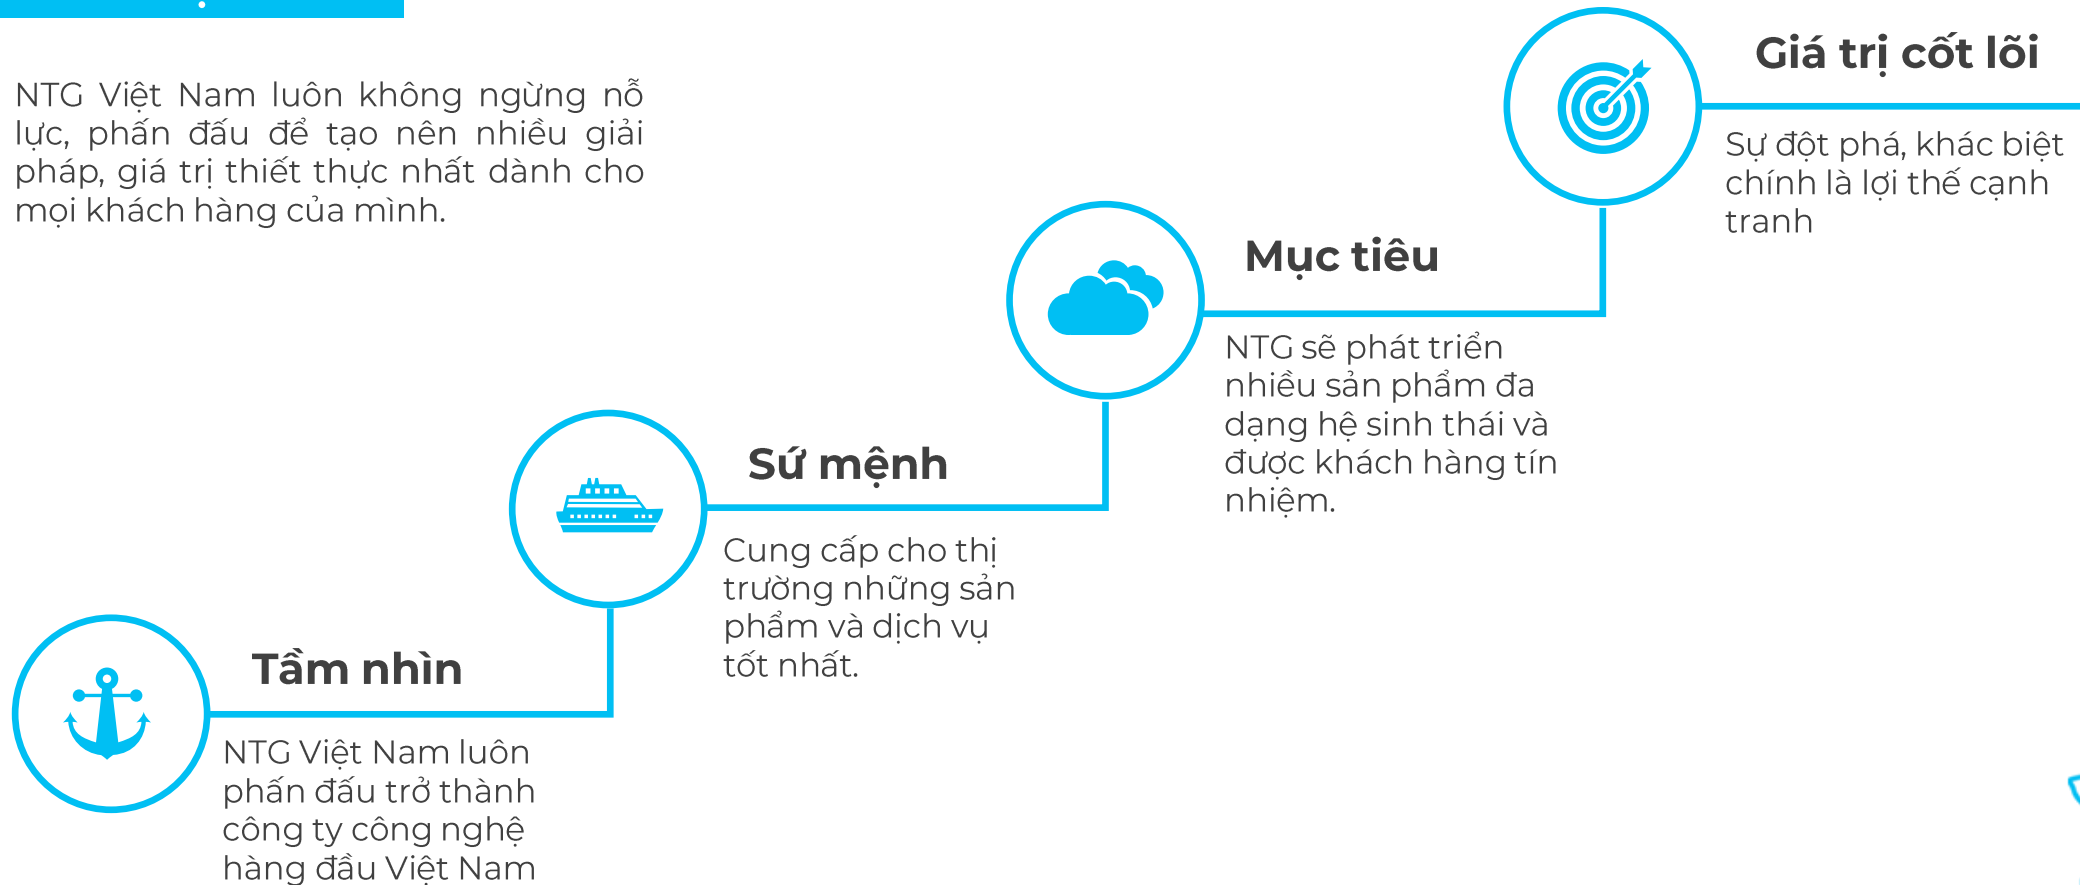 NTG Việt Nam luôn không ngừng nỗ
lực, phấn đấu để tạo nên nhiều giải
pháp, giá trị thiết thực nhất dành cho
mọi khách hàng của mình.
Giá trị cốt lõi
Sự đột phá, khác biệt
chính là lợi thế cạnh
tranh
Mục tiêu
NTG sẽ phát triển
nhiều sản phẩm đa
dạng hệ sinh thái và
được khách hàng tín
nhiệm.
Sứ mệnh
Cung cấp cho thị
trường những sản
phẩm và dịch vụ
tốt nhất.
Tầm nhìn
NTG Việt Nam luôn
phấn đấu trở thành
công ty công nghệ
hàng đầu Việt Nam